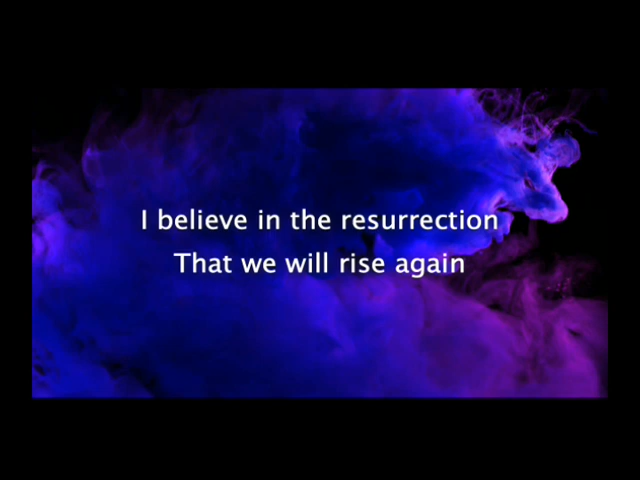 I believe in the resurrection
That we will rise again